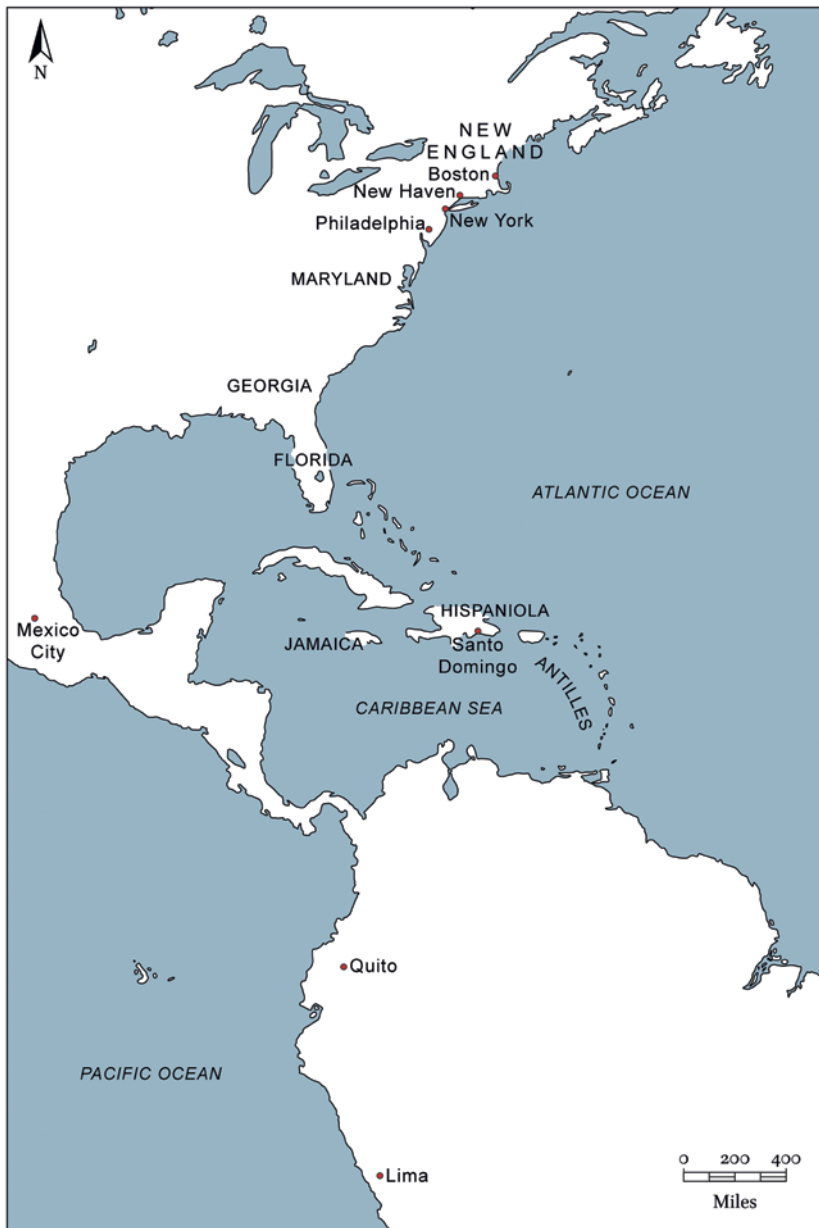 N
NEW
ENGLAND
Boston
New Haven
New York
Philadelphia
MARYLAND
GEORGIA
FLORIDA
ATLANTIC OCEAN
HISPANIOLA
Mexico
City
JAMAICA
Santo
Domingo
ANTILLES
CARIBBEAN SEA
Quito
PACIFIC OCEAN
Lima
0 200 400
Miles